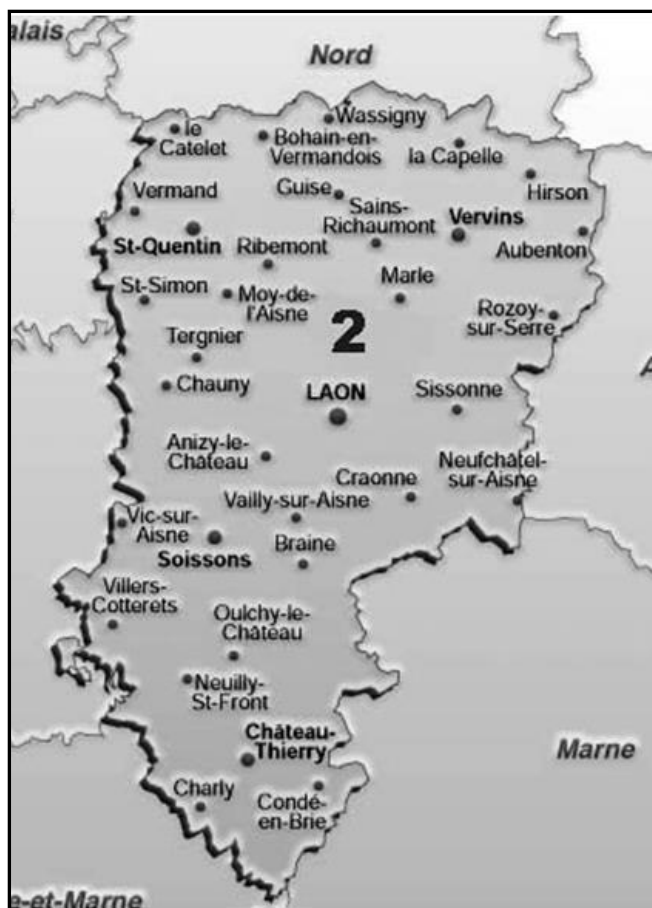 alais
Nord
Wassigny
le
Catelet
Bohain-en-
Vermandois
la Capelle
Hirson
Vermand
Guise
Sains-
Richaumont
Vervins
St-Quentin
Ribemont
Aubenton
St-Simon
Moy-de-
l'Aisne
Marle
Rozoy-
sur-Serre
2
Tergnier
Chauny
LAON
Sissonne
Anizy-le-
Château
Craonne
Neufchâtel-
sur-Aisne
Vailly-sur-Aisne
Vic-sur-
Aisne
Soissons
Braine
Villers-
Cotterets
Oulchy-le-
Château
Neuilly-
St-Front
Château-
Thierry
Marne
Charly
Condé-
en-Brie
e-et-Marne